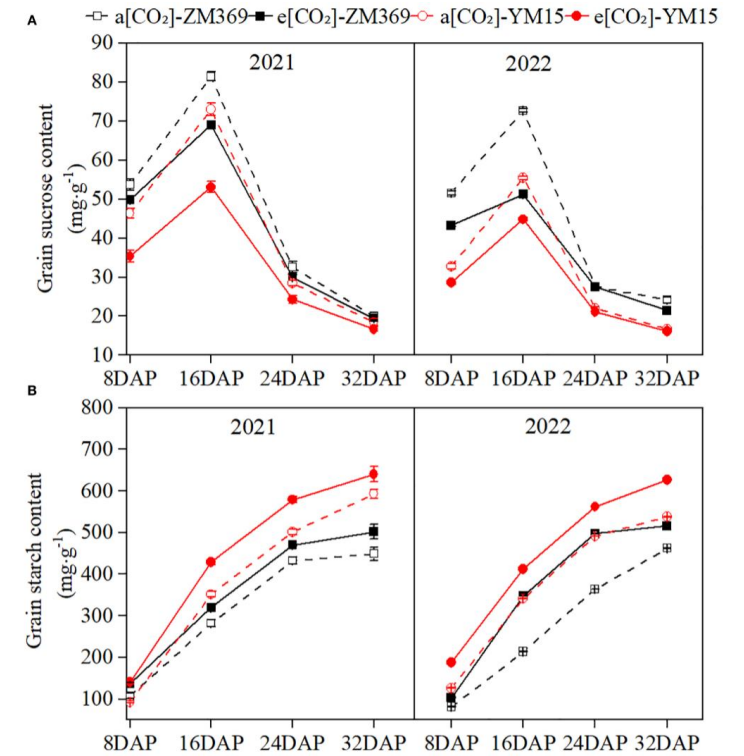 A
a[CO₂]-ZM369 e[CO₂]-ZM369 a[CO₂]-YM15 e[CO₂]-YM15
90
80
70
60
50
40
30
20
10
Grain sucrose content
(mg·g⁻¹)
2021
2022
8DAP 16DAP 24DAP 32DAP 8DAP 16DAP 24DAP 32DAP
B
800
700
600
500
400
300
200
100
Grain starch content
(mg·g⁻¹)
2021
2022
8DAP 16DAP 24DAP 32DAP 8DAP 16DAP 24DAP 32DAP